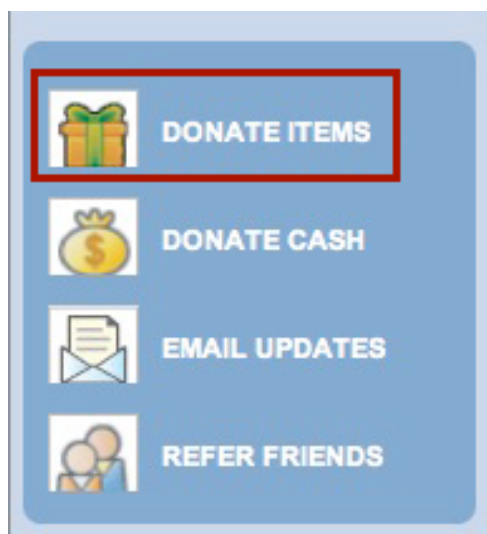 DONATE ITEMS
$
DONATE CASH
EMAIL UPDATES
REFER FRIENDS